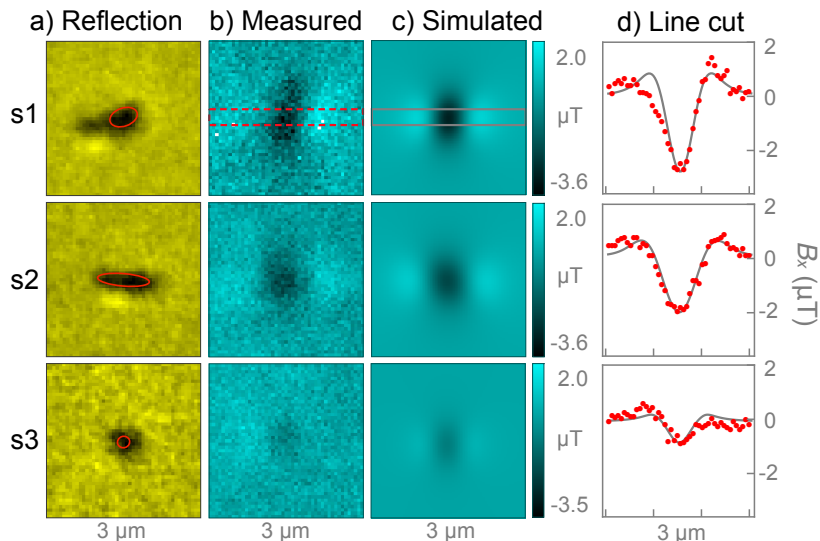 a) Reflection b) Measured c) Simulated d) Line cut
s1
2.0
μT
-3.6
2
0
-2
s2
2.0
μT
-3.6
2
0
-2
Bx (μT)
s3
2.0
μT
-3.5
2
0
-2
3 μm 3 μm 3 μm 3 μm